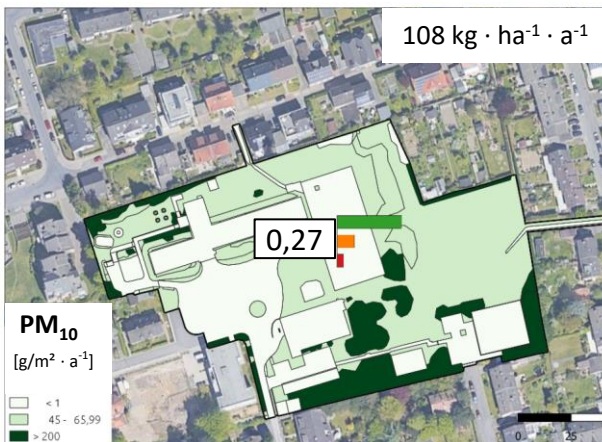 108 kg · ha⁻¹ · a⁻¹
0,27
PM₁₀
[g/m² · a⁻¹]
< 1
45 - 65,99
> 200
0 25